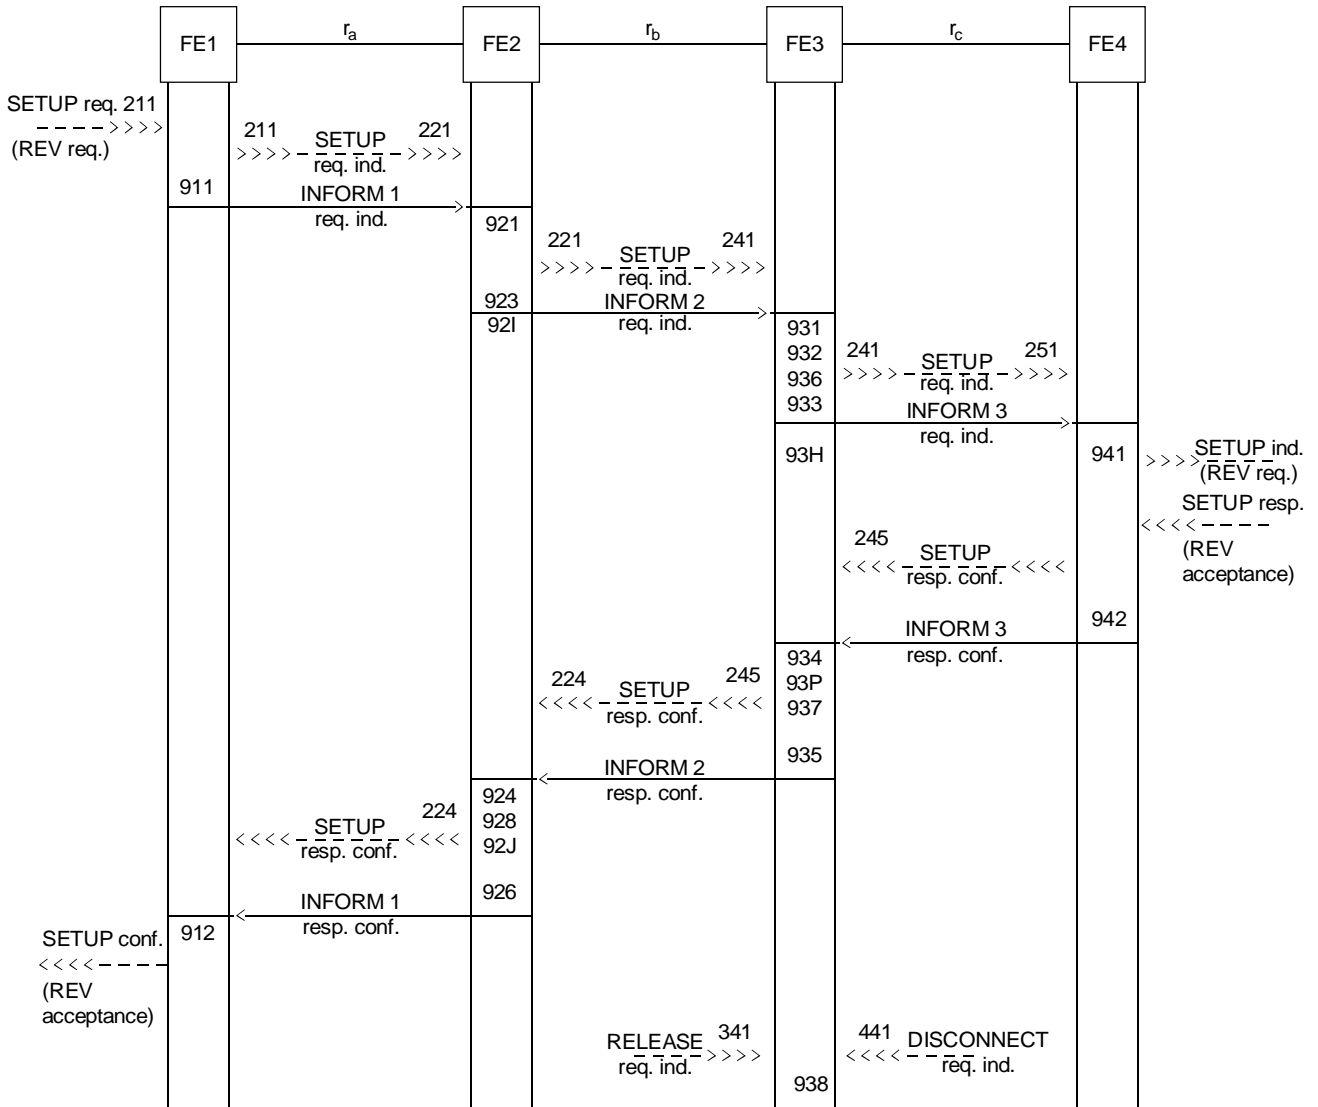 FE1 ra FE2 rb FE3 rc FE4
SETUP req. 211
(REV req.)
211 SETUP 221
req. ind.
911 INFORM 1
req. ind. 921
221 SETUP 241
req. ind.
923 INFORM 2
92I req. ind. 931
932 241 SETUP 251
936 req. ind.
933 INFORM 3
req. ind.
93H 941 SETUP ind.
(REV req.)
SETUP resp.
(REV
acceptance)
245 SETUP
resp. conf.
942
INFORM 3
934 resp. conf.
224 SETUP 245 93P
resp. conf. 937
935
INFORM 2
resp. conf.
924
SETUP 224 928
resp. conf. 92J
926
INFORM 1
912 resp. conf.
SETUP conf.
(REV
acceptance)
RELEASE 341 441 DISCONNECT
req. ind. req. ind.
938